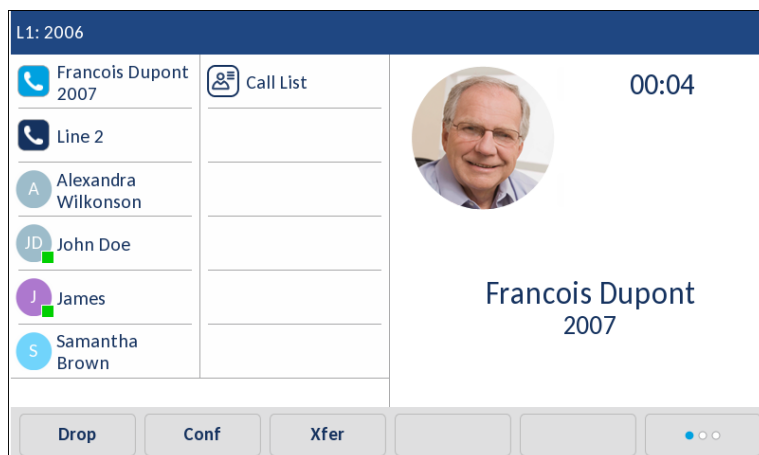 L1: 2006
Francois Dupont
2007
Line 2
A
Alexandra
Wilkonson
JD
John Doe
J
James
S
Samantha
Brown
Call List
00:04
Francois Dupont
2007
Drop
Conf
Xfer